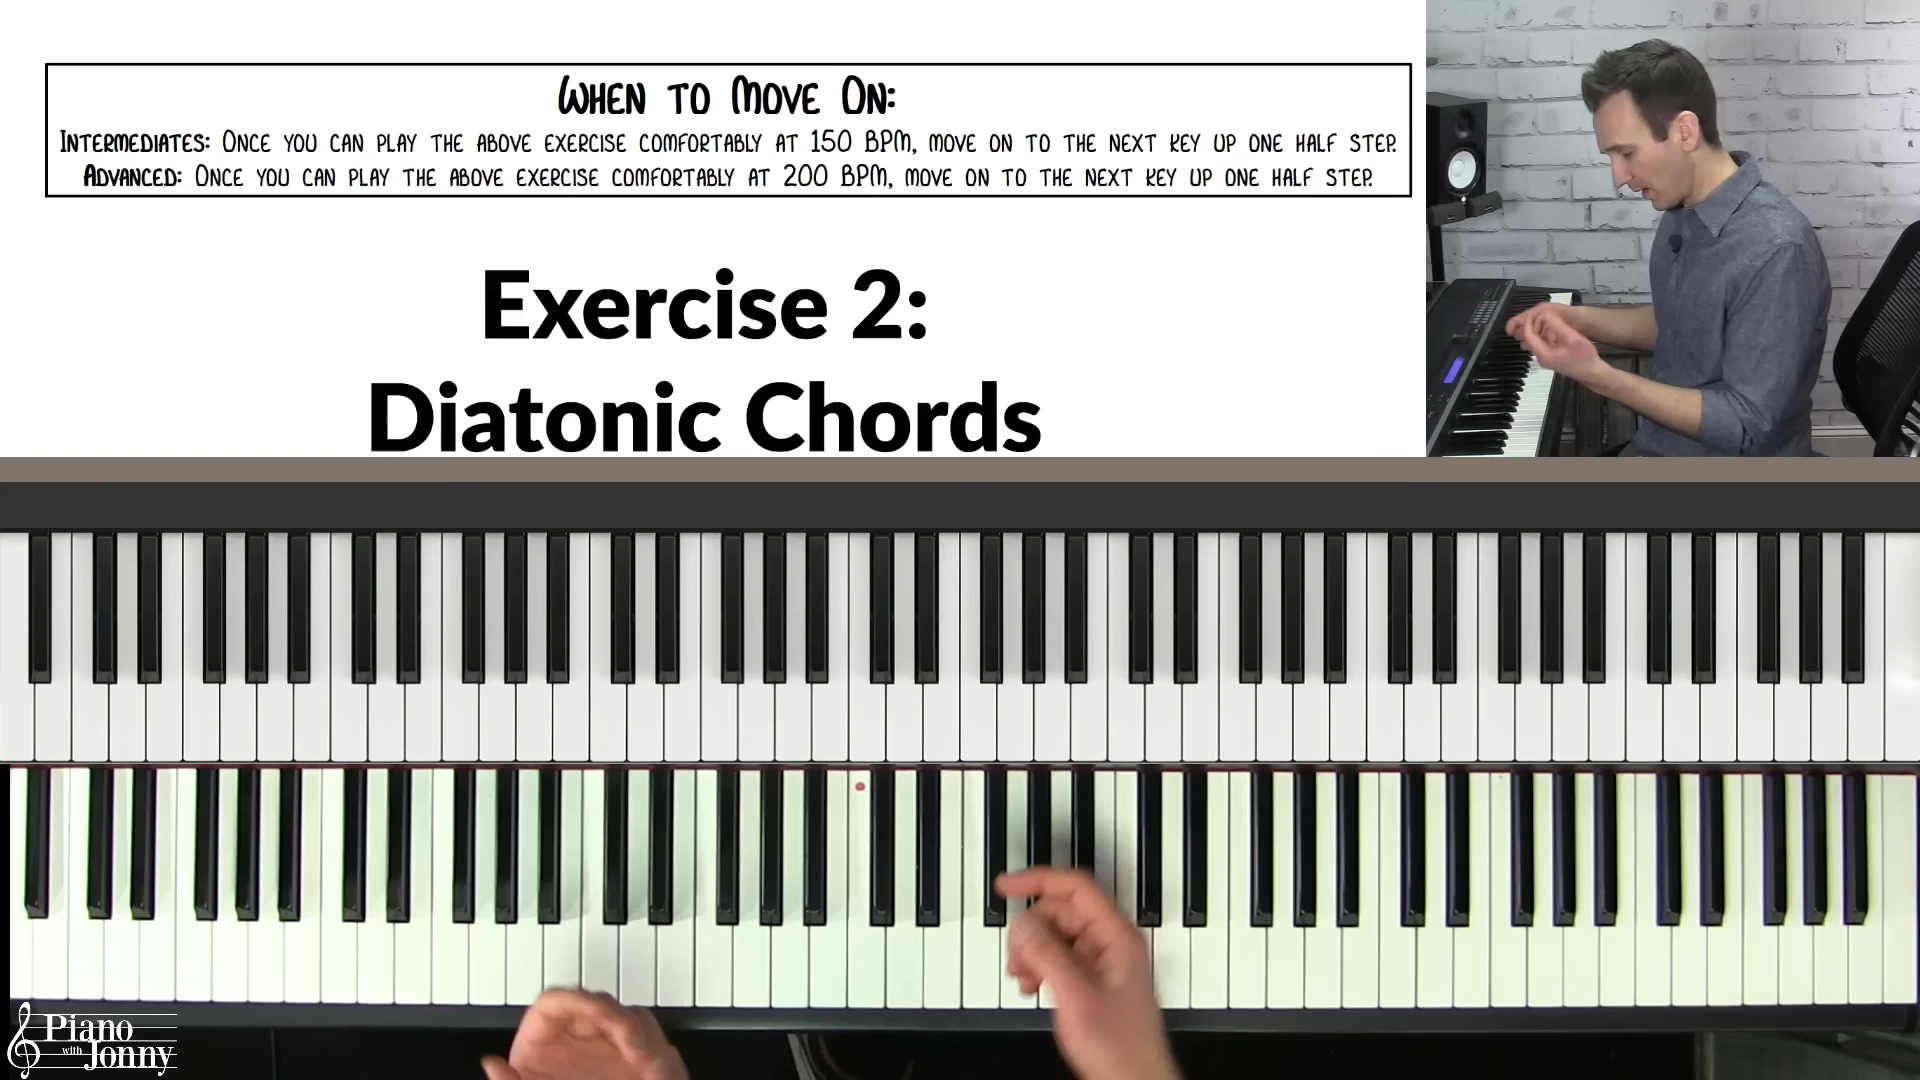 When to Move On:
Intermediates: Once you can play the above exercise comfortably at 150 BPM, move on to the next key up one half step.
Advanced: Once you can play the above exercise comfortably at 200 BPM, move on to the next key up one half step.
Exercise 2:
Diatonic Chords
Piano
with Jonny